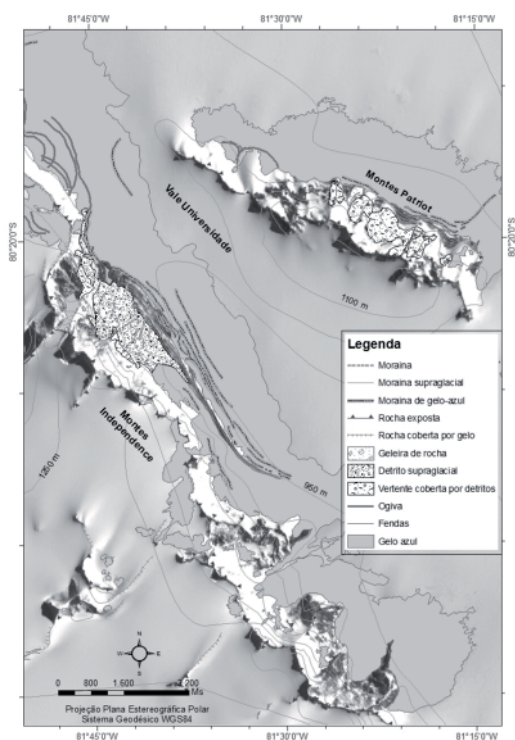 81°45'0"W 81°30'0"W 81°15'0"W
80°20'0"S
80°20'0"S
Montes Patriot
Vale Universidade
1100 m
Montes
Independence
1250 m
950 m
Legenda
Moraina
Moraina supraglacial
Moraina de gelo-azul
Rocha exposta
Rocha coberta por gelo
Geleira de rocha
Detrito supraglacial
Vertente coberta por detritos
Ogiva
Fendas
Gelo azul
N
W E
S
0 800 1.600 3.200
Ms
Projeção Plana Estereográfica Polar
Sistema Geodésico WGS84
81°45'0"W 81°30'0"W 81°15'0"W